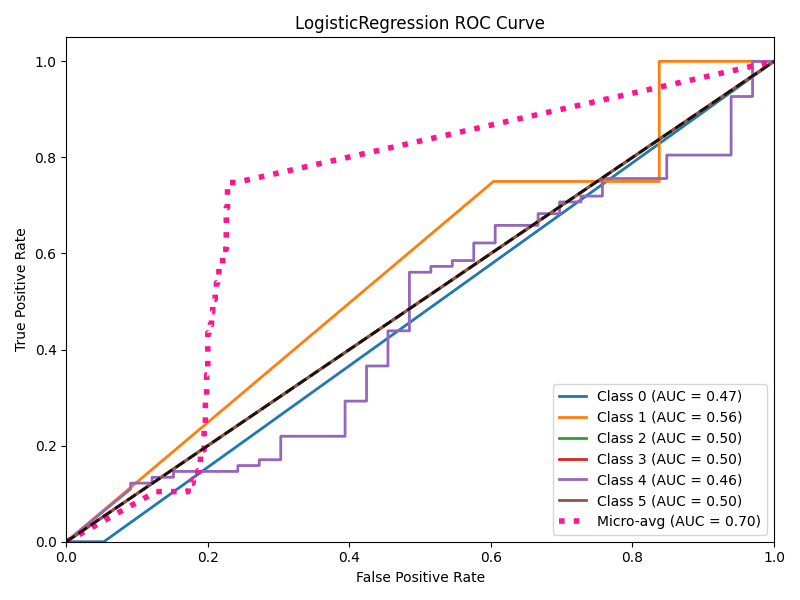 LogisticRegression ROC Curve
True Positive Rate
1.0
0.8
0.6
0.4
0.2
0.0
0.0 0.2 0.4 0.6 0.8 1.0
False Positive Rate
Class 0 (AUC = 0.47)
Class 1 (AUC = 0.56)
Class 2 (AUC = 0.50)
Class 3 (AUC = 0.50)
Class 4 (AUC = 0.46)
Class 5 (AUC = 0.50)
Micro-avg (AUC = 0.70)